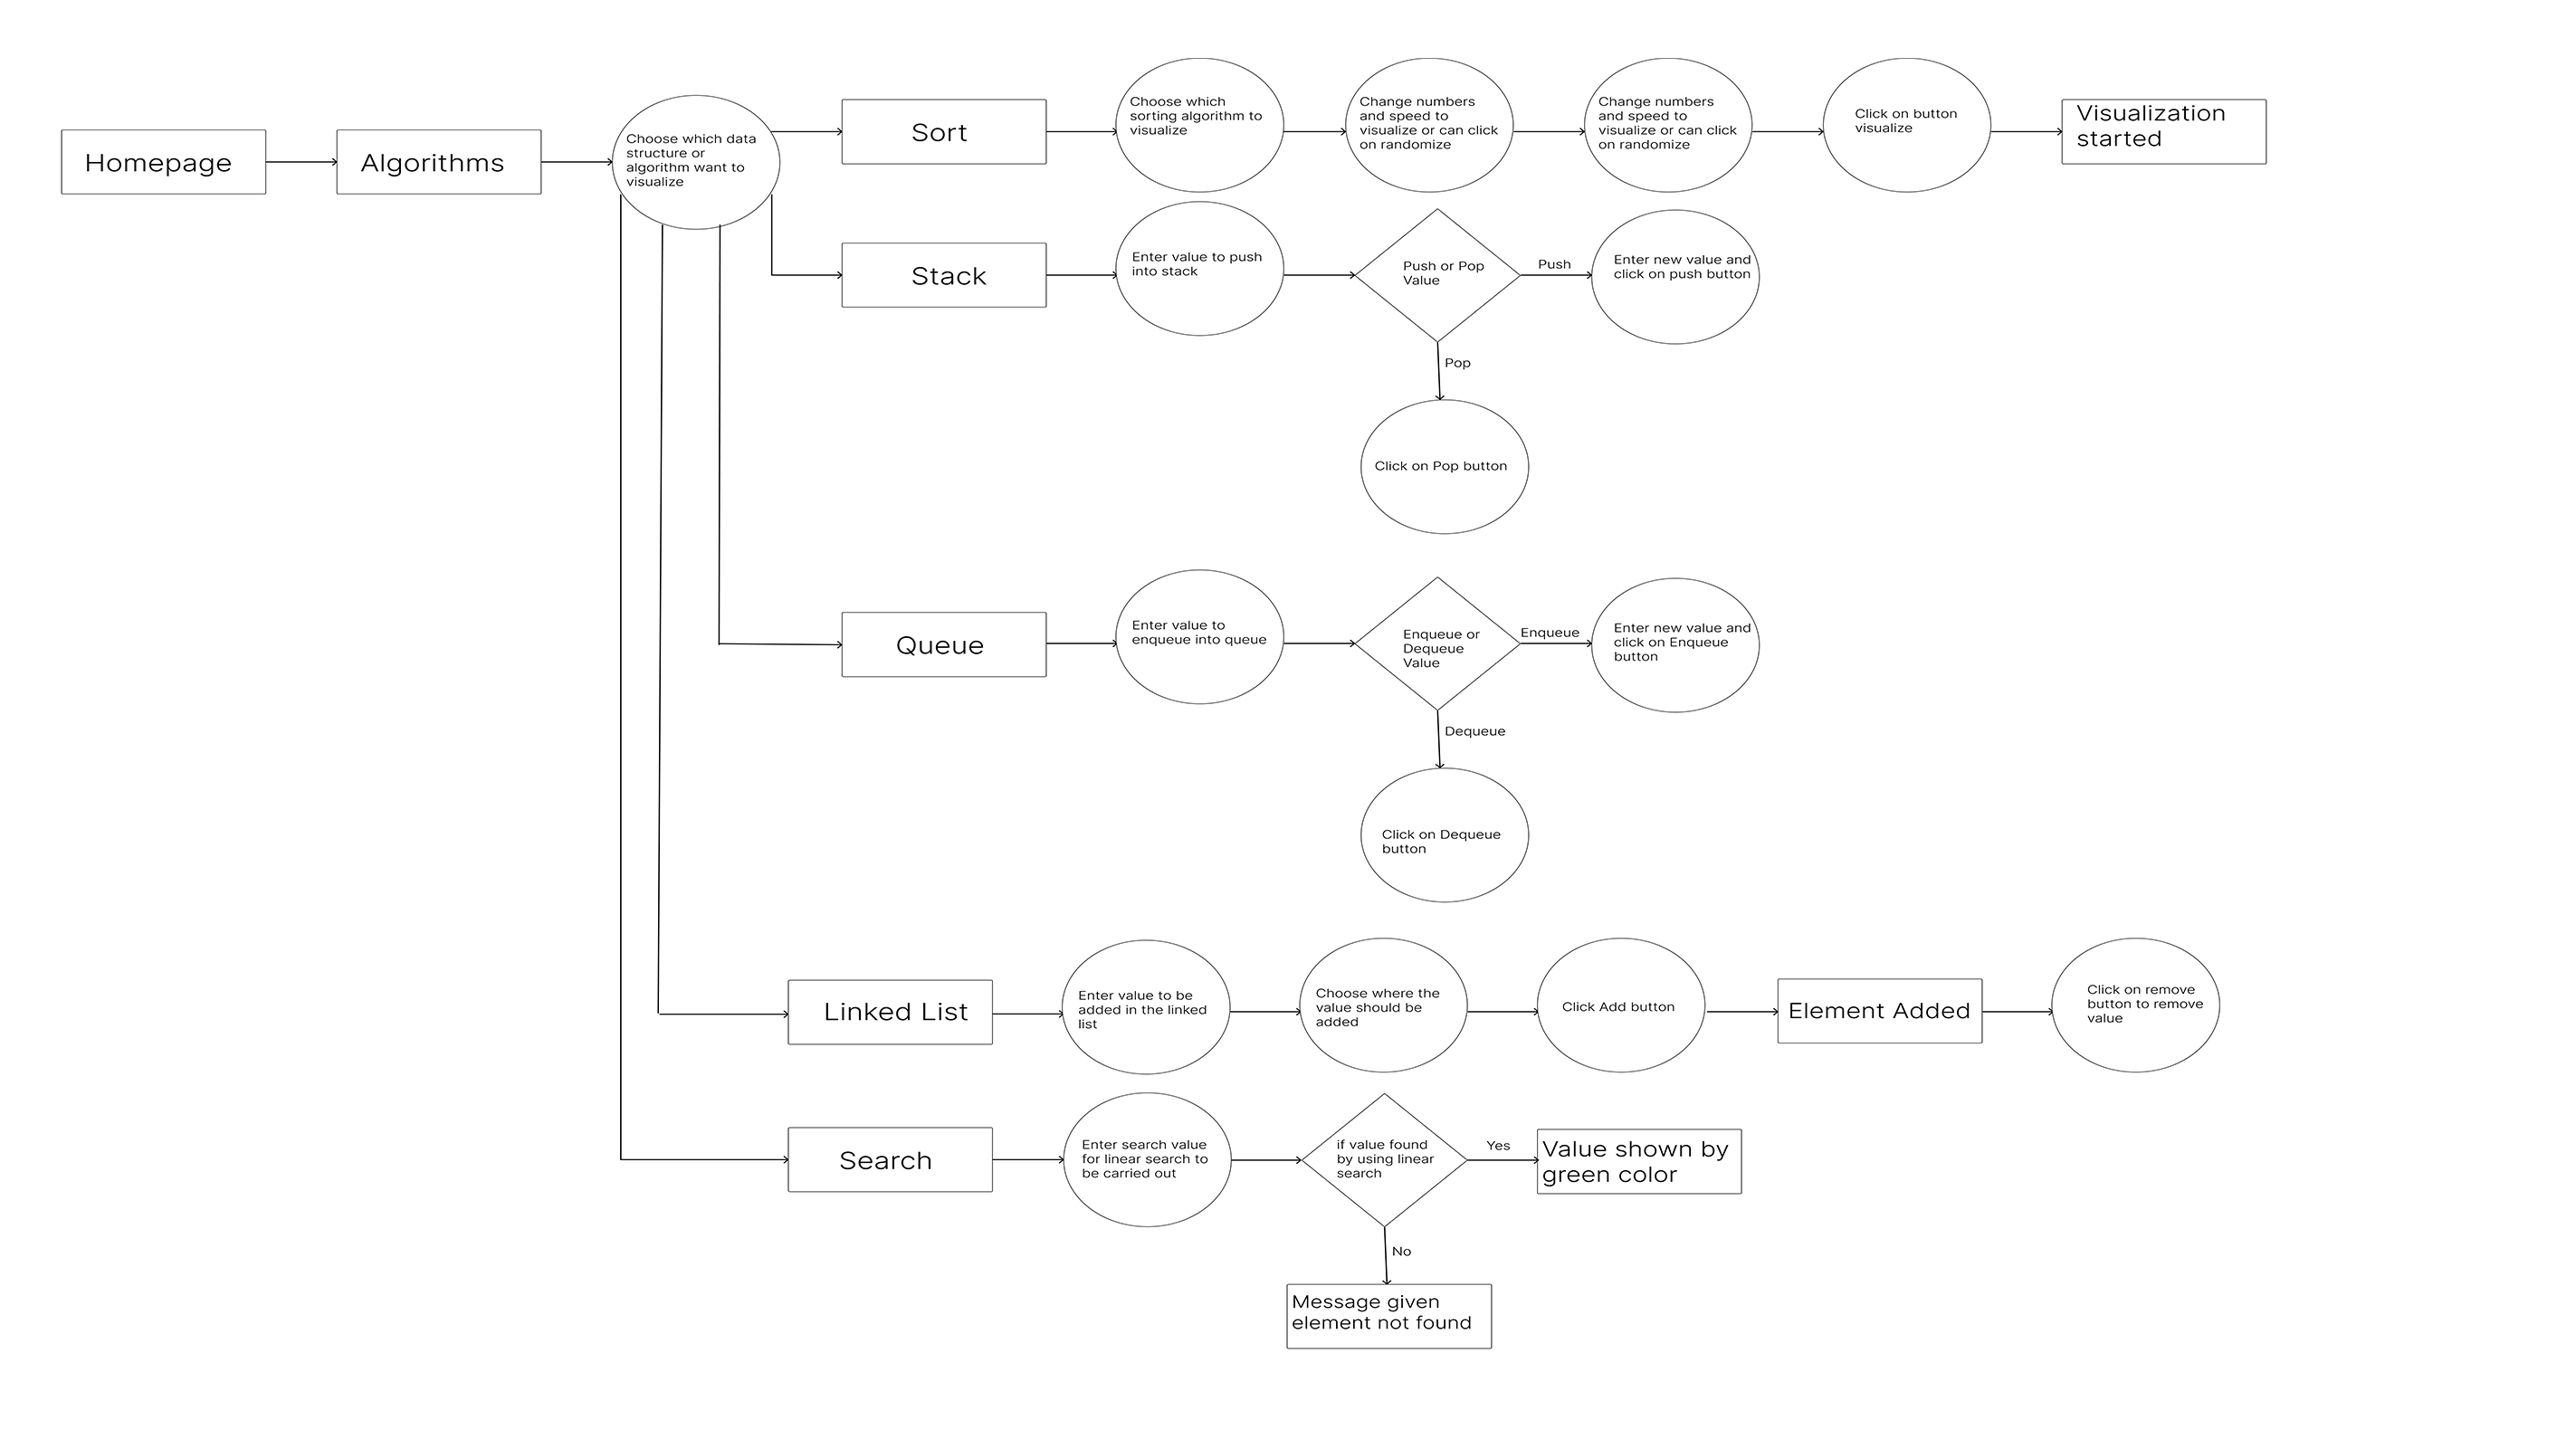 Homepage
Algorithms
Choose which data
structure or
algorithm want to
visualize
Sort
Choose which
sorting algorithm to
visualize
Change numbers
and speed to
visualize or can click
on randomize
Change numbers
and speed to
visualize or can click
on randomize
Click on button
visualize
Visualization
started
Stack
Enter value to push
into stack
Push or Pop
Value
Push
Enter new value and
click on push button
Pop
Click on Pop button
Queue
Enter value to
enqueue into queue
Enqueue or
Dequeue
Value
Enqueue
Enter new value and
click on Enqueue
button
Dequeue
Click on Dequeue
button
Linked List
Enter value to be
added in the linked
list
Choose where the
value should be
added
Click Add button
Element Added
Click on remove
button to remove
value
Search
Enter search value
for linear search to
be carried out
if value found
by using linear
search
Yes
Value shown by
green color
No
Message given
element not found